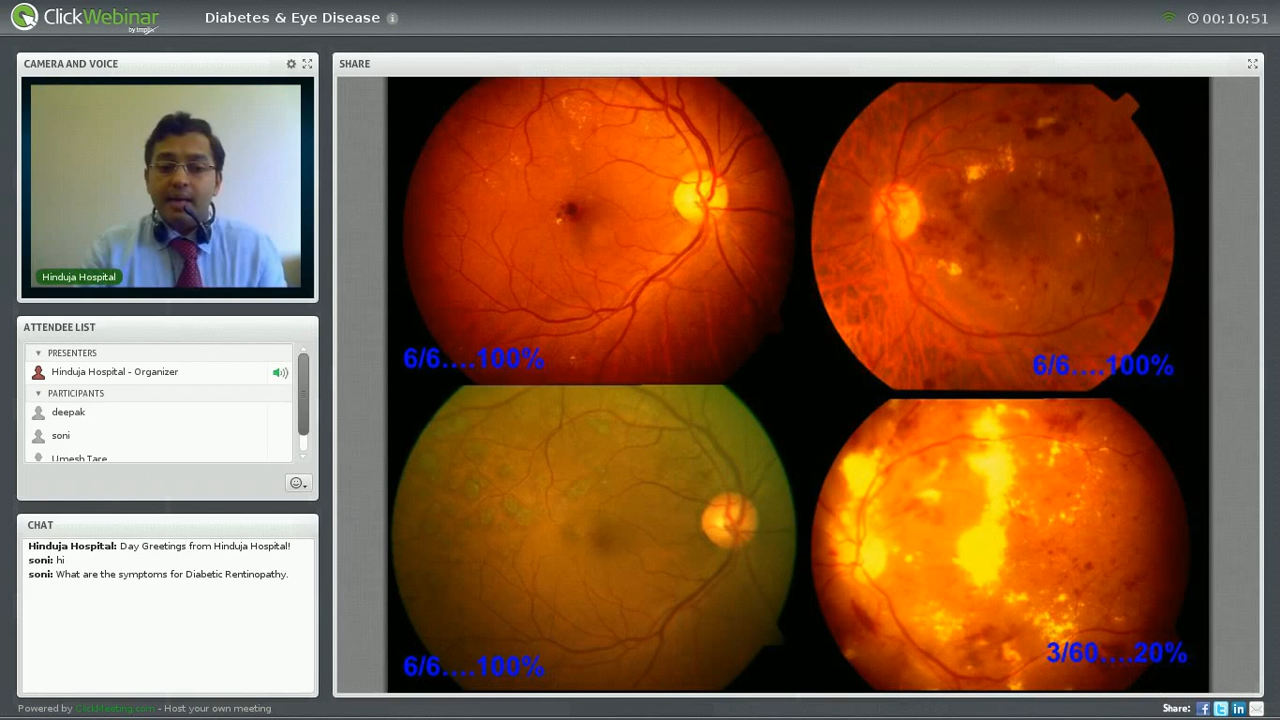 ClickWebinar
by Implix
Diabetes & Eye Disease
00:10:51
CAMERA AND VOICE
Hinduja Hospital
ATTENDEE LIST
PRESENTERS
Hinduja Hospital - Organizer
PARTICIPANTS
deepak
soni
Umesh Tare
CHAT
Hinduja Hospital: Day Greetings from Hinduja Hospital!
soni: hi
soni: What are the symptoms for Diabetic Rentinopathy.
SHARE
6/6....100%
6/6....100%
6/6....100%
3/60....20%
Powered by ClickMeeting.com - Host your own meeting
Share: